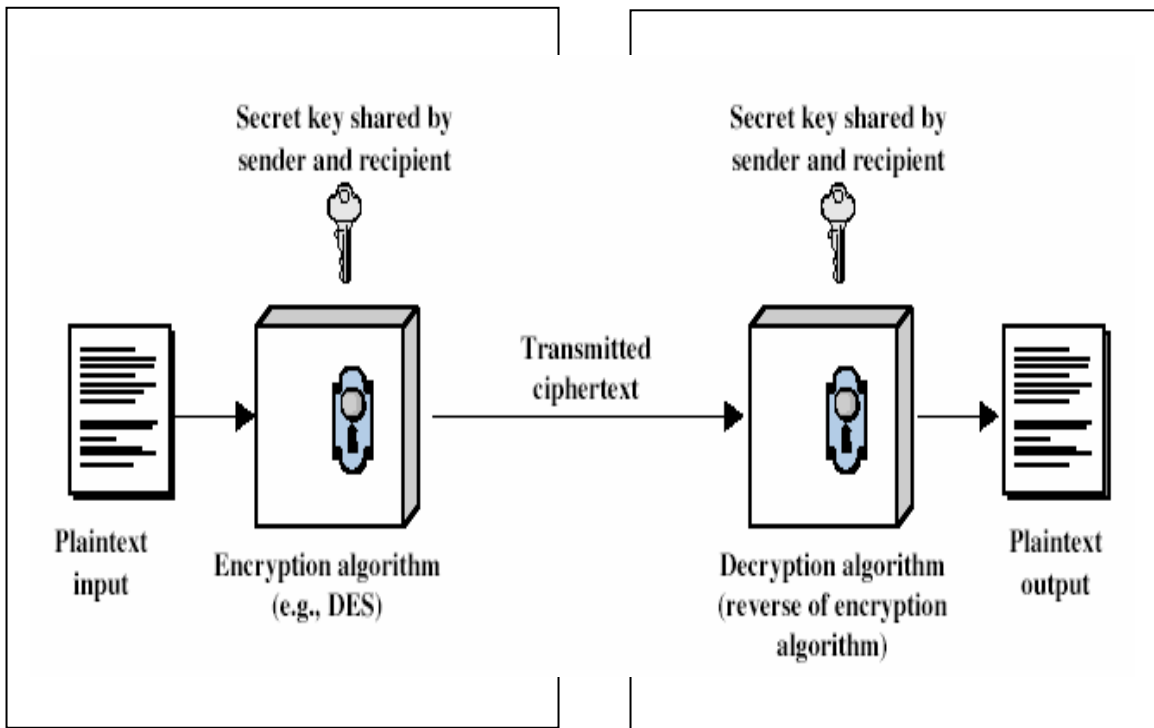 Secret key shared by
sender and recipient
Secret key shared by
sender and recipient
Transmitted
ciphertext
Plaintext
input
Encryption algorithm
(e.g., DES)
Decryption algorithm
(reverse of encryption
algorithm)
Plaintext
output